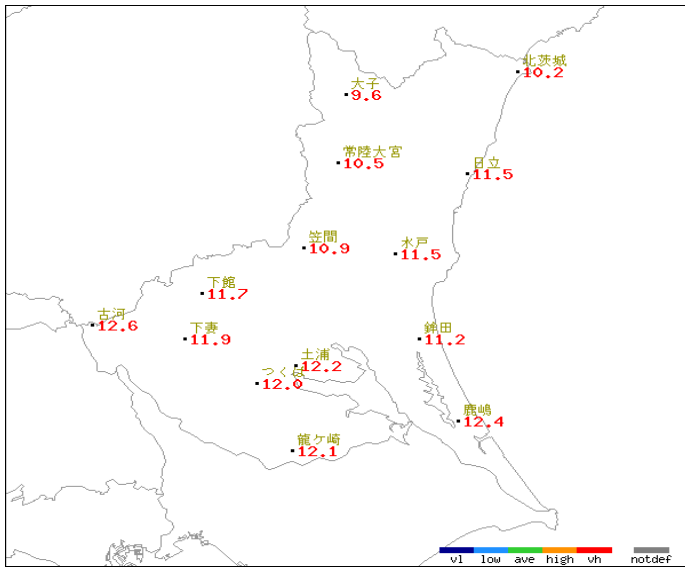 北茨城
10.2
大子
9.6
常陸大宮
10.5
日立
11.5
笠間
10.9
水戸
11.5
下館
11.7
古河
12.6
下妻
11.9
鉾田
11.2
土浦
12.2
つくば
12.0
鹿嶋
12.4
龍ケ崎
12.1
vl low ave high vh notdef